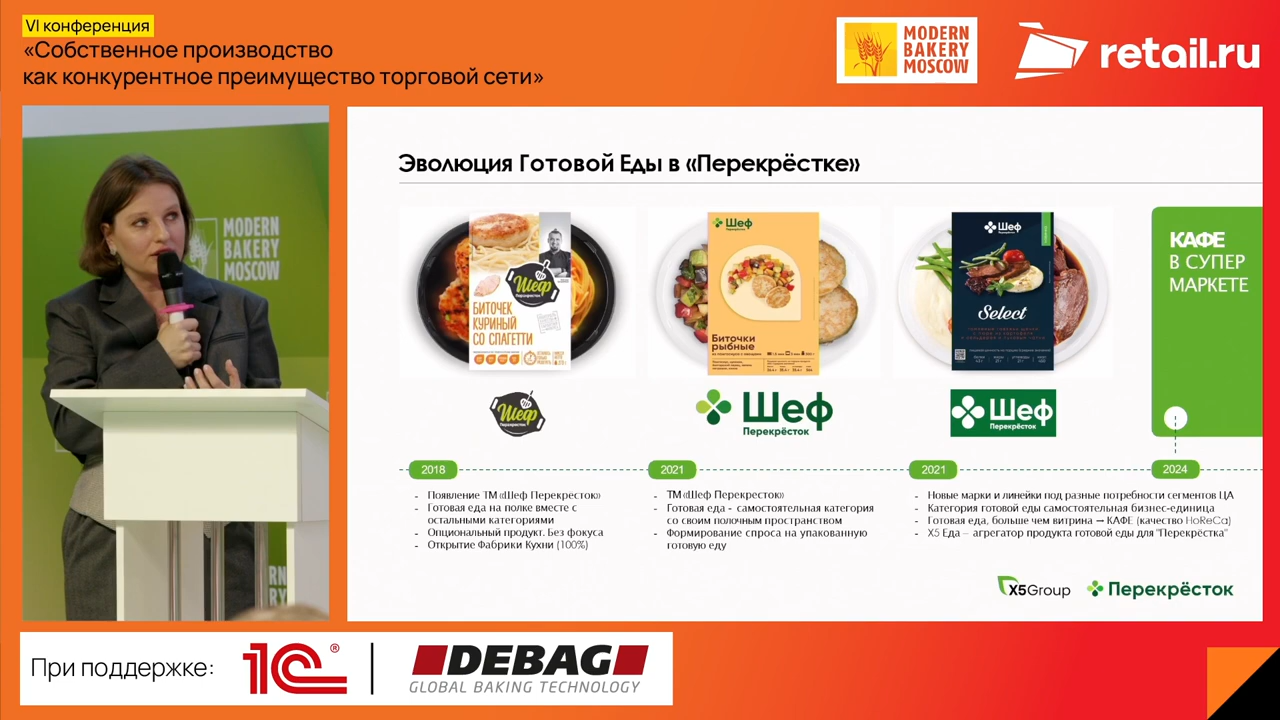 VI конференция
«Собственное производство
как конкурентное преимущество торговой сети»
MODERN
BAKERY
MOSCOW
retail.ru
MODERN
BAKERY
MOSCOW
Эволюция Готовой Еды в «Перекрёстке»
Шеф
Перекрёсток
БИТОЧЕК
КУРИНЫЙ
СО СПАГЕТТИ
Шеф
Перекрёсток
Биточки
рыбные
Шеф
Перекрёсток
Select
КАФЕ
В СУПЕР
МАРКЕТЕ
Шеф
Перекрёсток
Шеф
Перекрёсток
Шеф
Перекрёсток
2018
2021
2021
2024
- Появление ТМ «Шеф Перекресток»
- Готовая еда на полке вместе с
остальными категориями
- Опциональный продукт. Без фокуса
- Открытие Фабрики Кухни (100%)
- ТМ «Шеф Перекресток»
- Готовая еда - самостоятельная категория
со своим полочным пространством
- Формирование спроса на упакованную
готовую еду
- Новые марки и линейки под разные потребности сегментов ЦА
- Категория готовой еды самостоятельная бизнес-единица
- Готовая еда, больше чем витрина — КАФЕ (качество HoReCa)
- X5 Еда – агрегатор продукта готовой еды для "Перекрёстка"
X5Group
Перекрёсток
При поддержке:
1С®
DEBAG
GLOBAL BAKING TECHNOLOGY